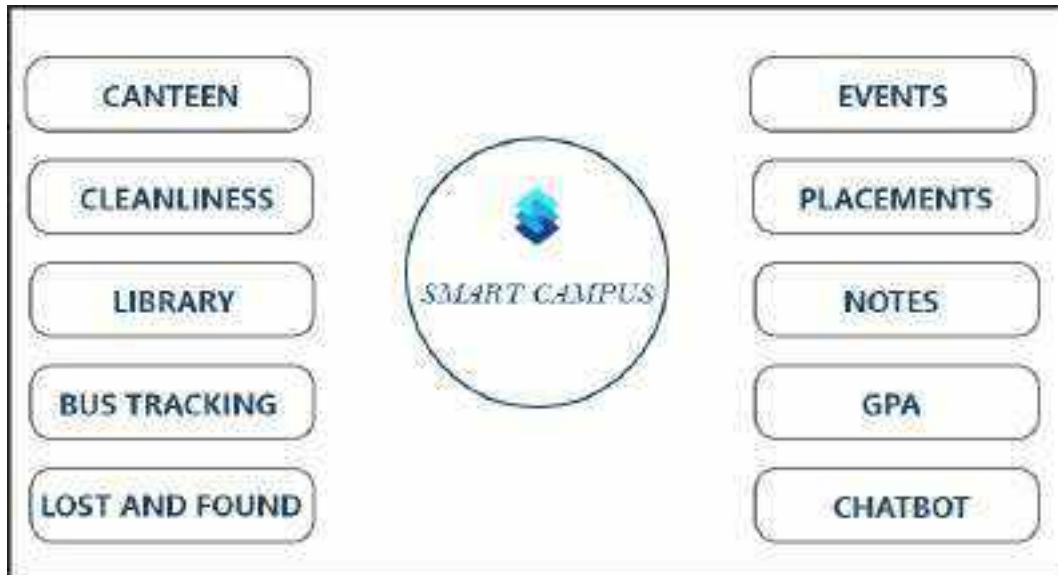 CANTEEN
CLEANLINESS
LIBRARY
BUS TRACKING
LOST AND FOUND
SMART CAMPUS
EVENTS
PLACEMENTS
NOTES
GPA
CHATBOT